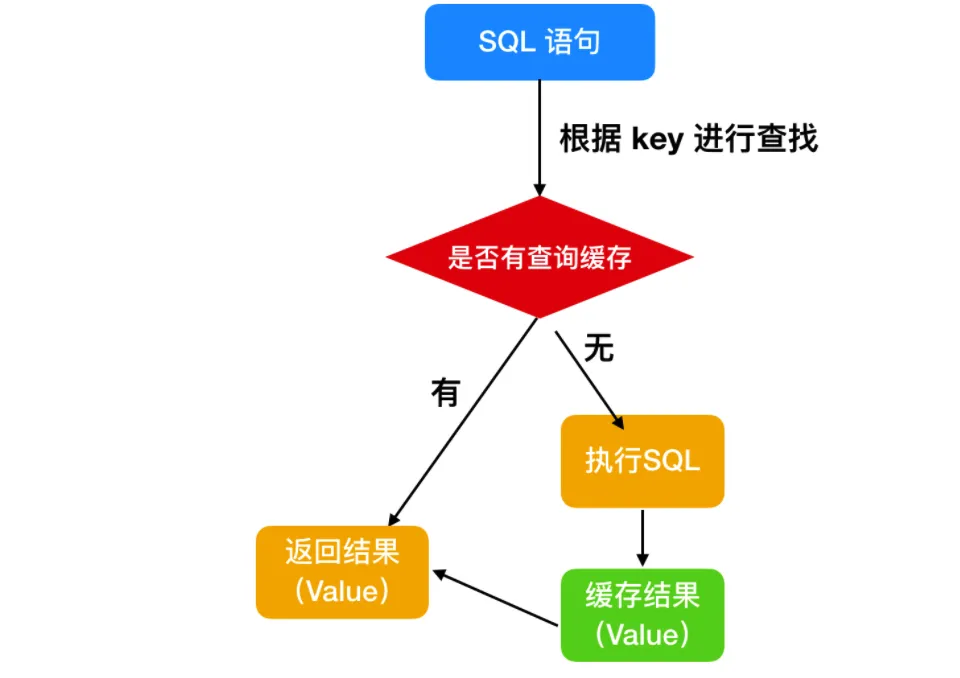 SQL 语句
根据 key 进行查找
是否有查询缓存
无
有
执行SQL
返回结果
（Value）
缓存结果
（Value）